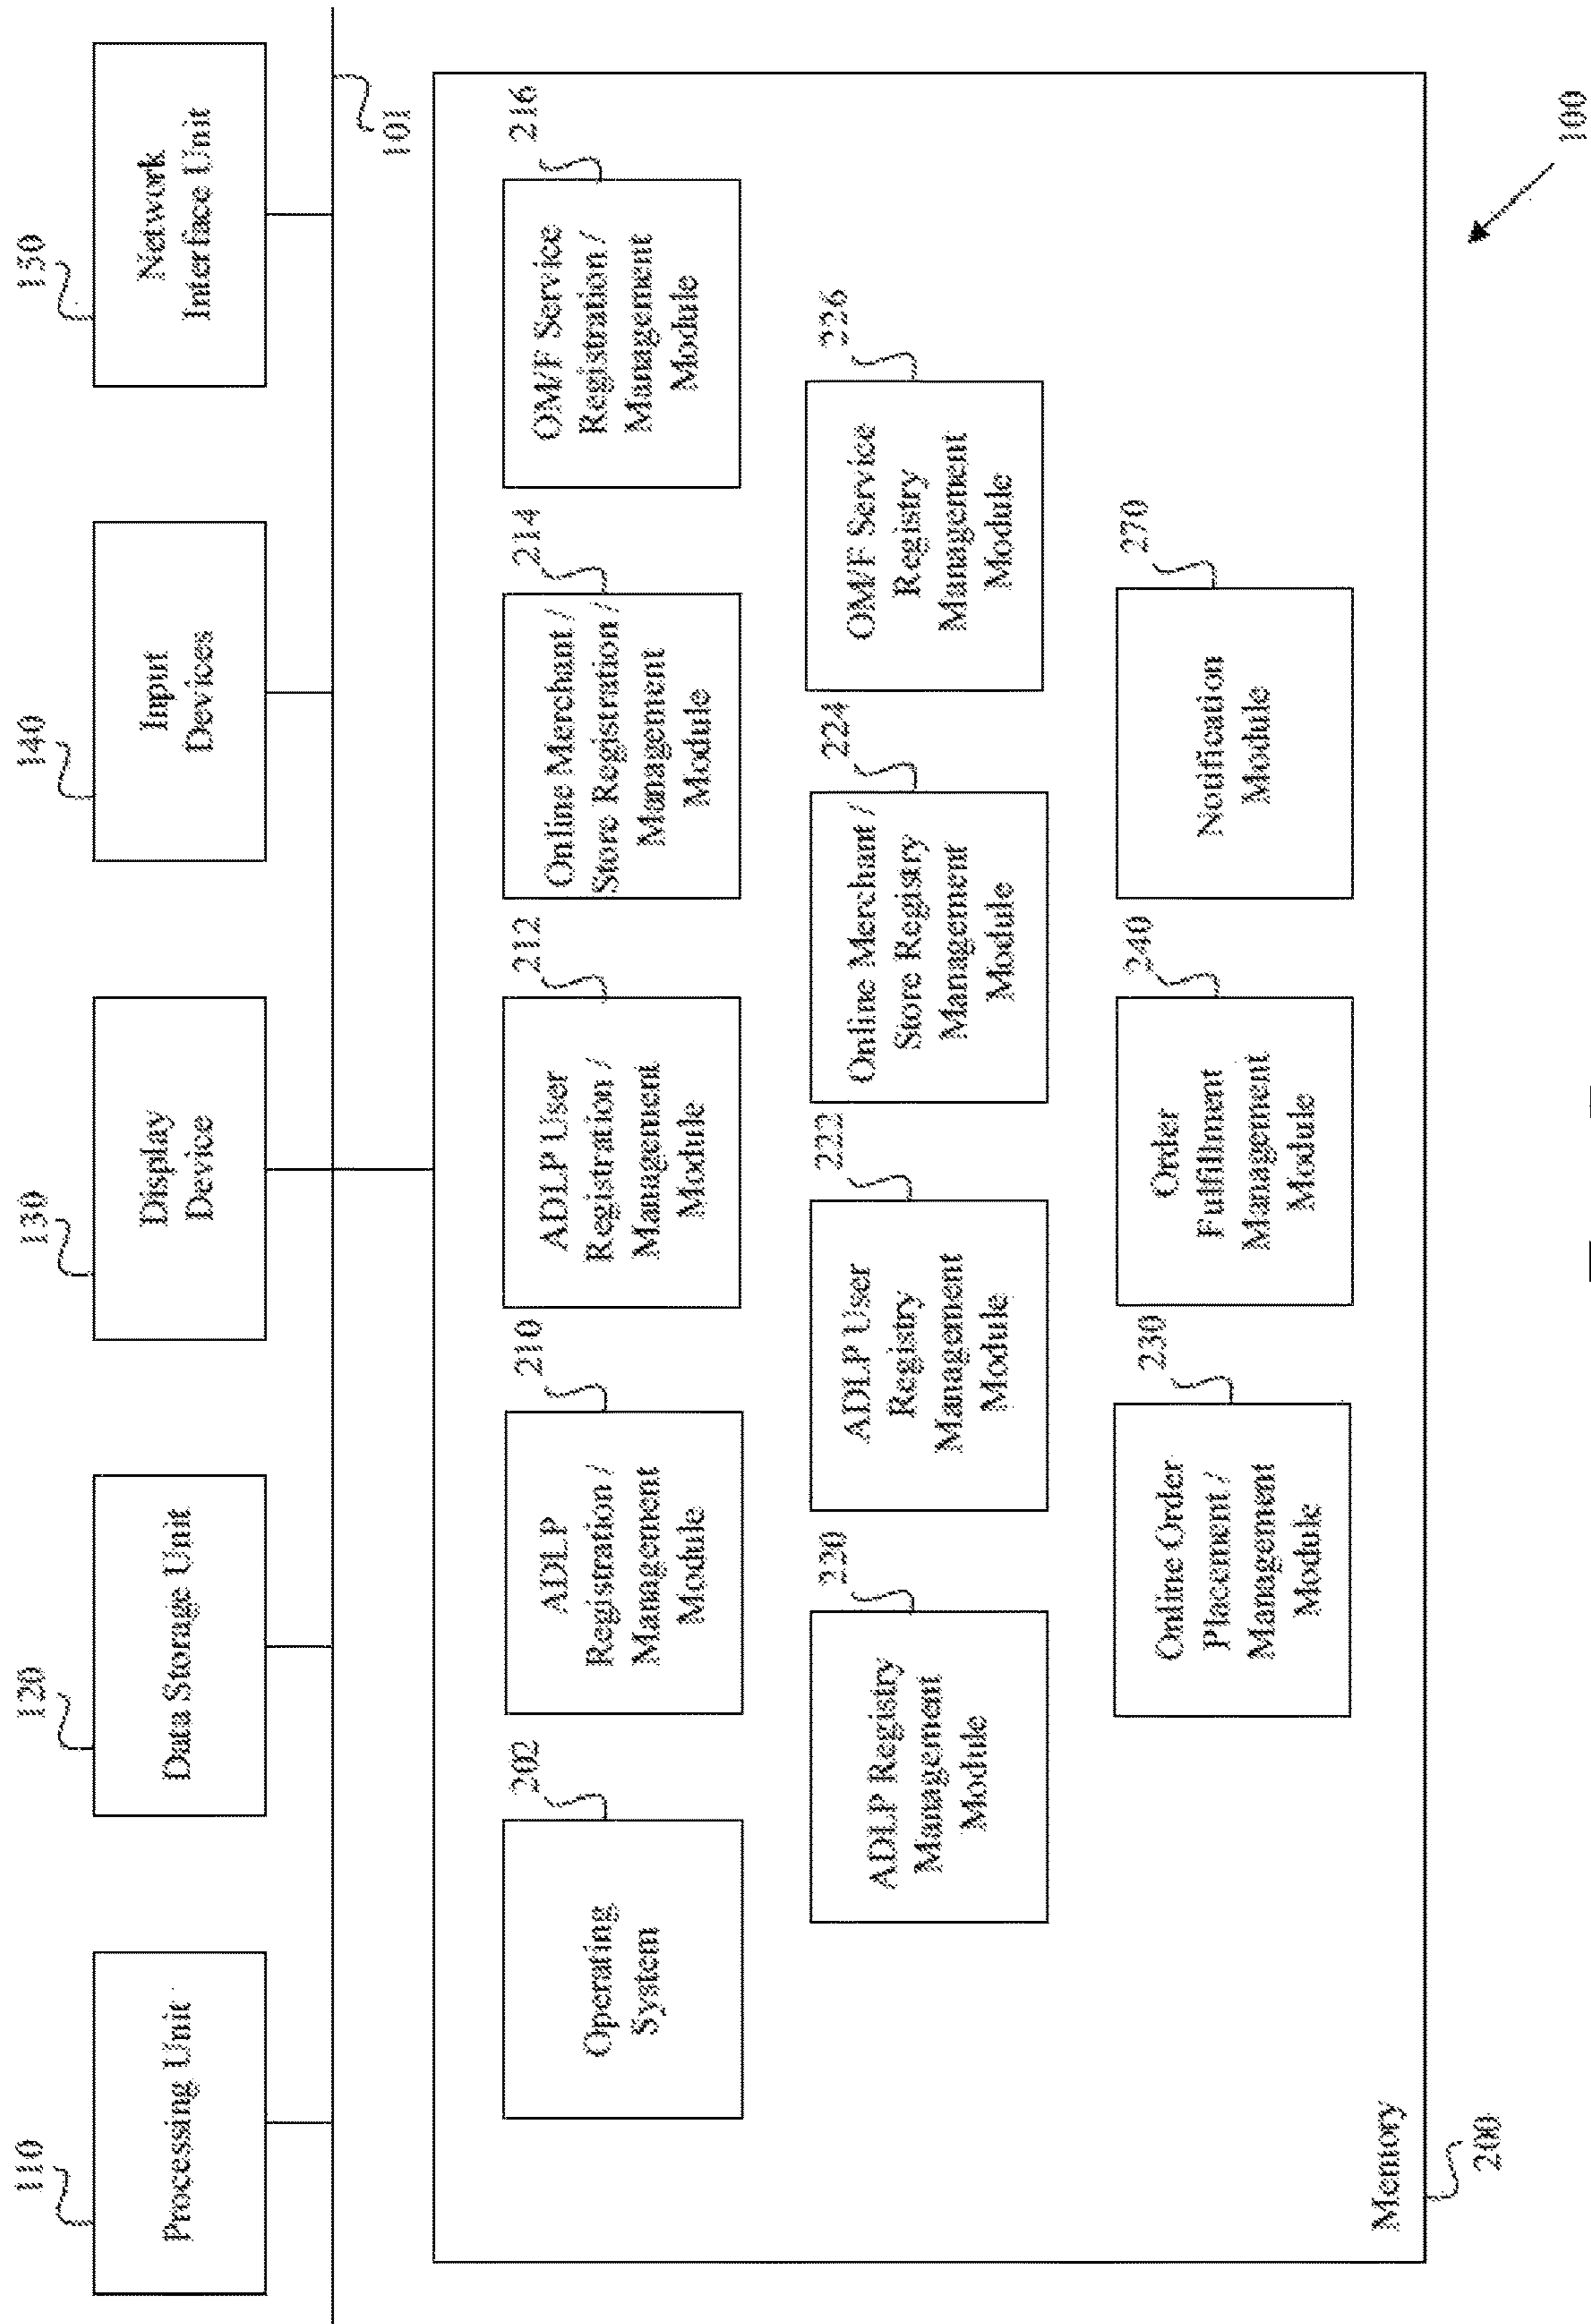 110
120
130
140
150
Processing Unit
Data Storage Unit
Display
Device
Input
Devices
Network
Interface Unit
101
202
210
212
214
216
Operating
System
ADLP
Registration /
Management
Module
ADLP User
Registration /
Management
Module
Online Merchant /
Store Registration /
Management
Module
OM/F Service
Registration /
Management
Module
220
222
224
226
ADLP Registry
Management
Module
ADLP User
Registry
Management
Module
Online Merchant /
Store Registry
Management
Module
OM/F Service
Registry
Management
Module
230
240
270
Online Order
Placement /
Management
Module
Order
Fulfillment
Management
Module
Notification
Module
Memory
200
100